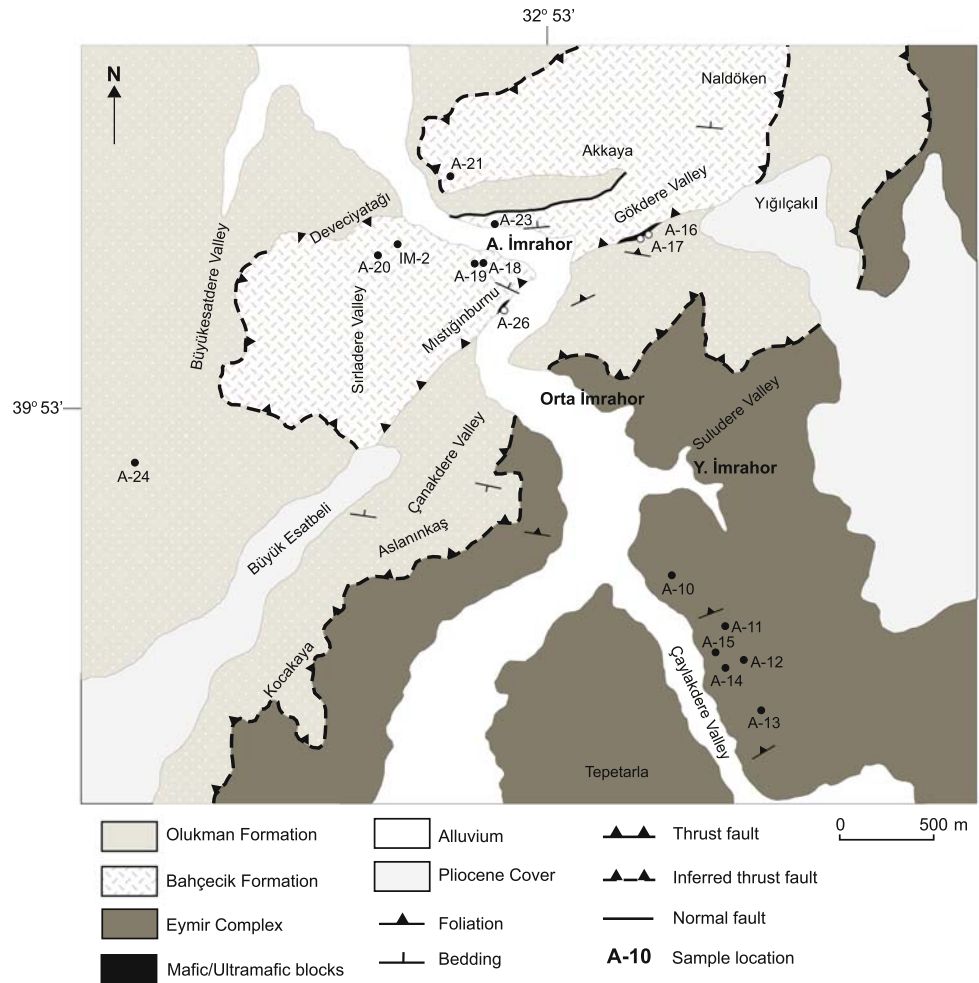 32° 53'
N
Naldöken
Akkaya
A-21
Gökdere Valley
Yığılçakıl
Deveciyatağı
A-23
A. İmrahor
A-16
A-17
IM-2
A-20
A-19
A-18
Büyükesatdere Valley
Sırladere Valley
Mıstığınburnu
A-26
39° 53'
Orta İmrahor
Suludere Valley
Y. İmrahor
A-24
Çanakdere Valley
Büyük Esatbeli
Aslanınkaş
A-10
A-11
A-15
A-12
A-14
A-13
Kocakaya
Çaylakdere Valley
Tepetarla
Olukman Formation
Bahçecik Formation
Eymir Complex
Mafic/Ultramafic blocks
Alluvium
Pliocene Cover
Foliation
Bedding
Thrust fault
Inferred thrust fault
Normal fault
A-10 Sample location
0 500 m